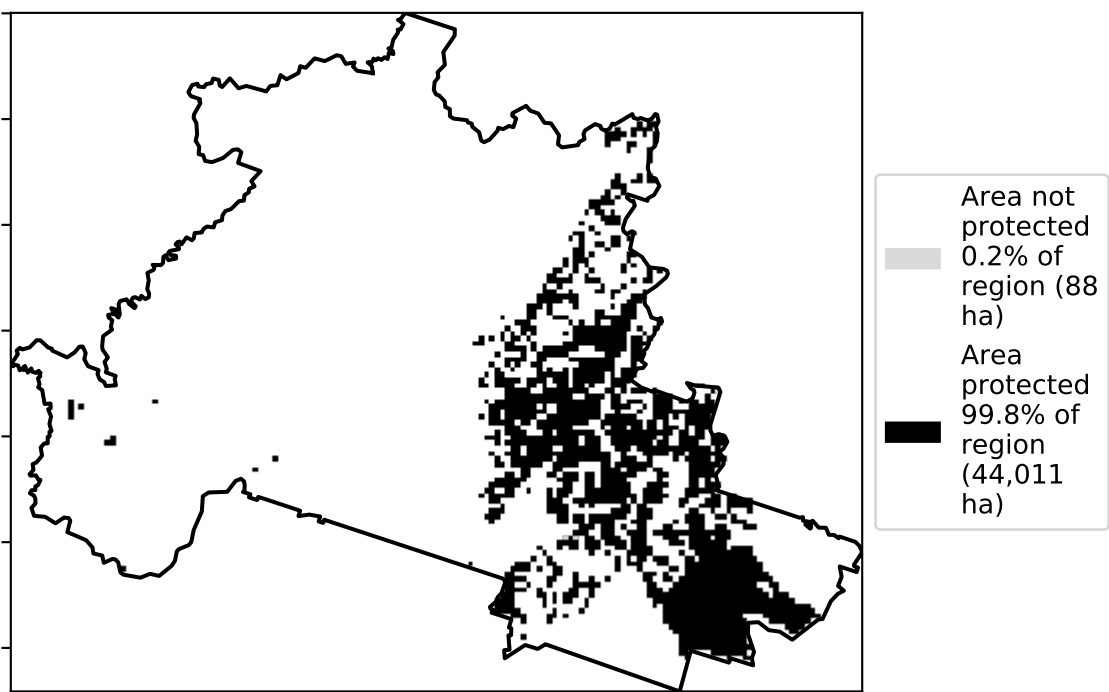 Area not
protected
0.2% of
region (88
ha)
Area
protected
99.8% of
region
(44,011
ha)